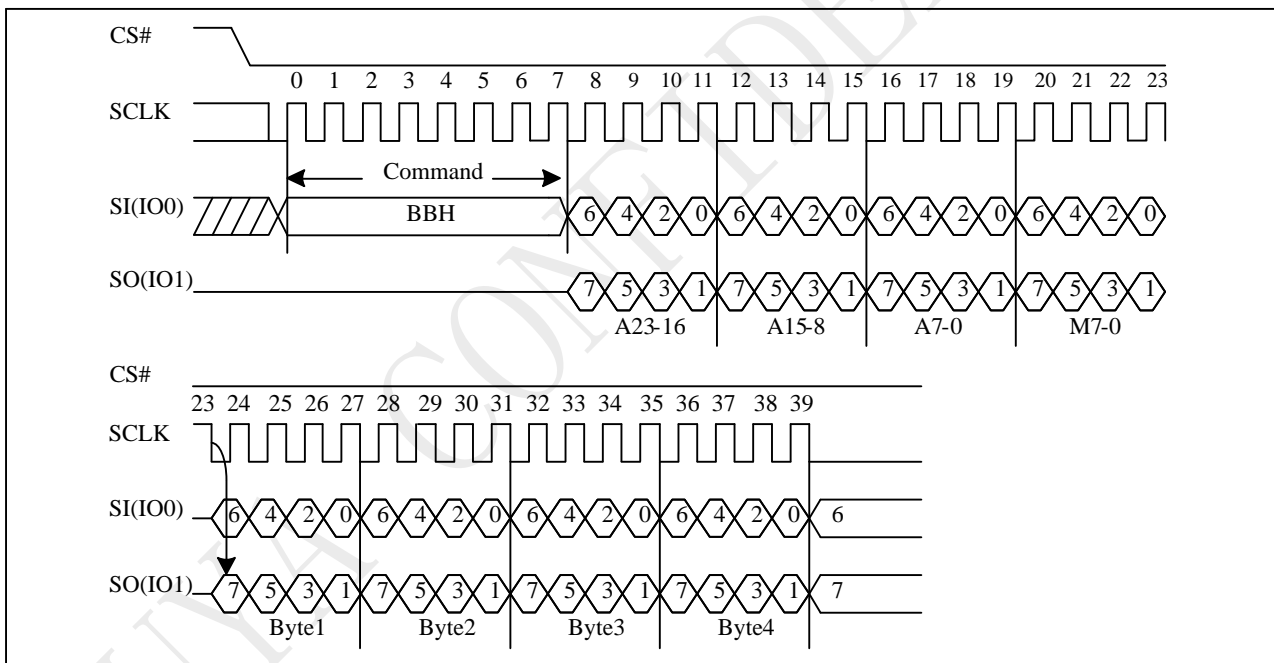 CS#
0 1 2 3 4 5 6 7 8 9 10 11 12 13 14 15 16 17 18 19 20 21 22 23
SCLK
Command
SI(IO0) BBH 6 4 2 0 6 4 2 0 6 4 2 0 6 4 2 0
SO(IO1) 7 5 3 1 7 5 3 1 7 5 3 1 7 5 3 1
A23-16 A15-8 A7-0 M7-0
CS#
23 24 25 26 27 28 29 30 31 32 33 34 35 36 37 38 39
SCLK
SI(IO0) 6 4 2 0 6 4 2 0 6 4 2 0 6 4 2 0 6
SO(IO1) 7 5 3 1 7 5 3 1 7 5 3 1 7 5 3 1 7
Byte1 Byte2 Byte3 Byte4